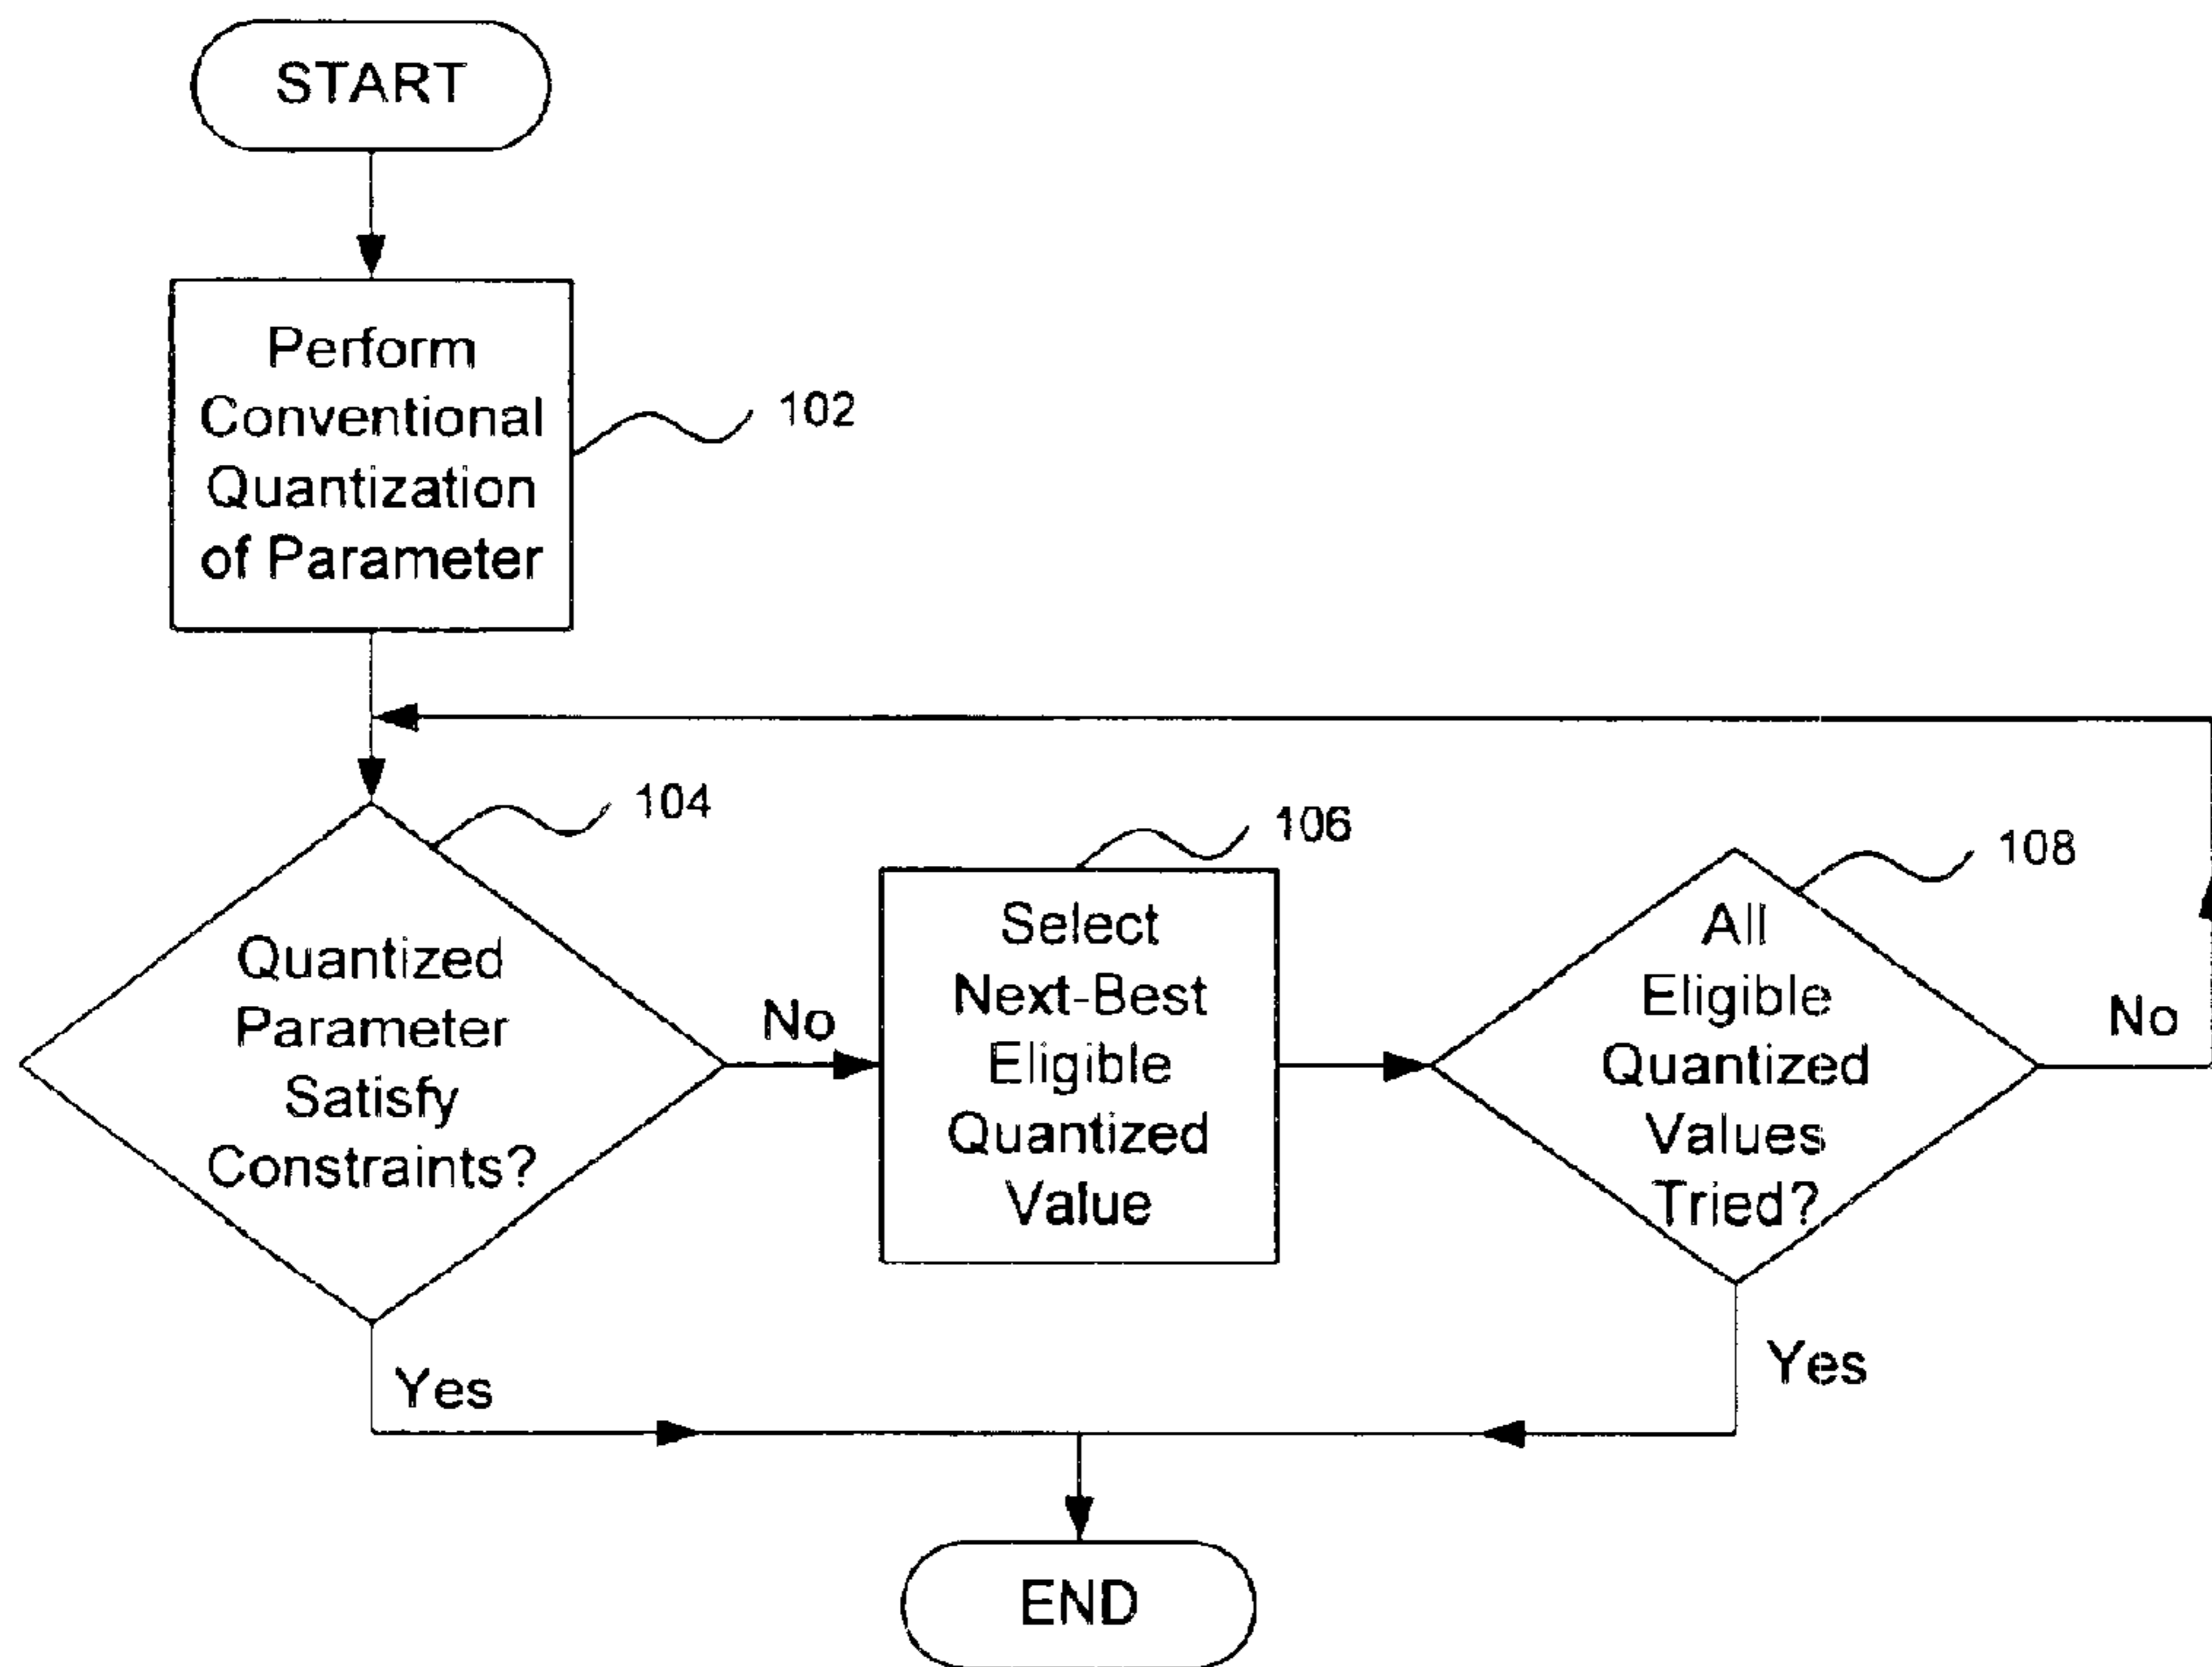 START
Perform
Conventional
Quantization
of Parameter
102
104
Quantized
Parameter
Satisfy
Constraints?
No
106
Select
Next-Best
Eligible
Quantized
Value
108
All
Eligible
Quantized
Values
Tried?
No
Yes
Yes
END